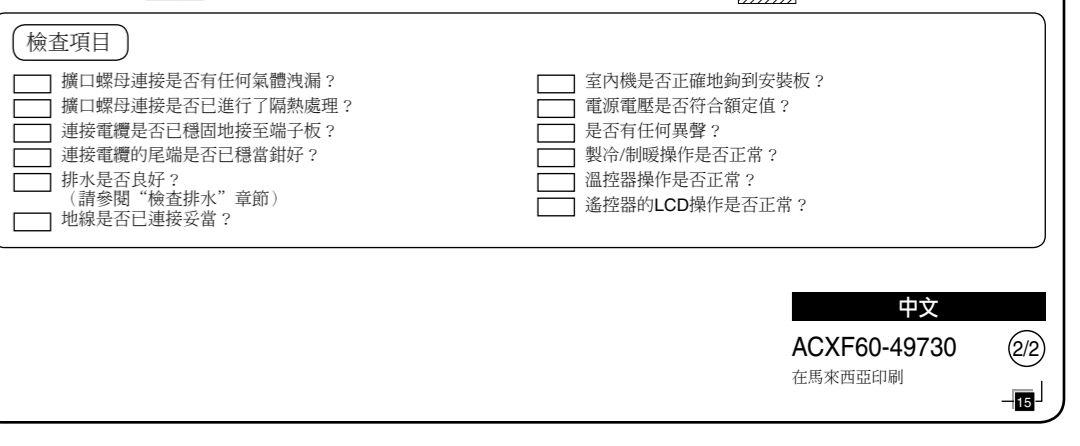 檢查項目
擴口螺母連接是否有任何氣體洩漏？
擴口螺母連接是否已進行了隔熱處理？
連接電纜是否已穩固地接至端子板？
連接電纜的尾端是否已穩當鉗好？
排水是否良好？
（請參閱“檢查排水”章節）
地線是否已連接妥當？
室內機是否正確地鉤到安裝板？
電源電壓是否符合額定值？
是否有任何異聲？
製冷/制暖操作是否正常？
溫控器操作是否正常？
遙控器的LCD操作是否正常？
中文
ACXF60-49730
2/2
在馬來西亞印刷
15